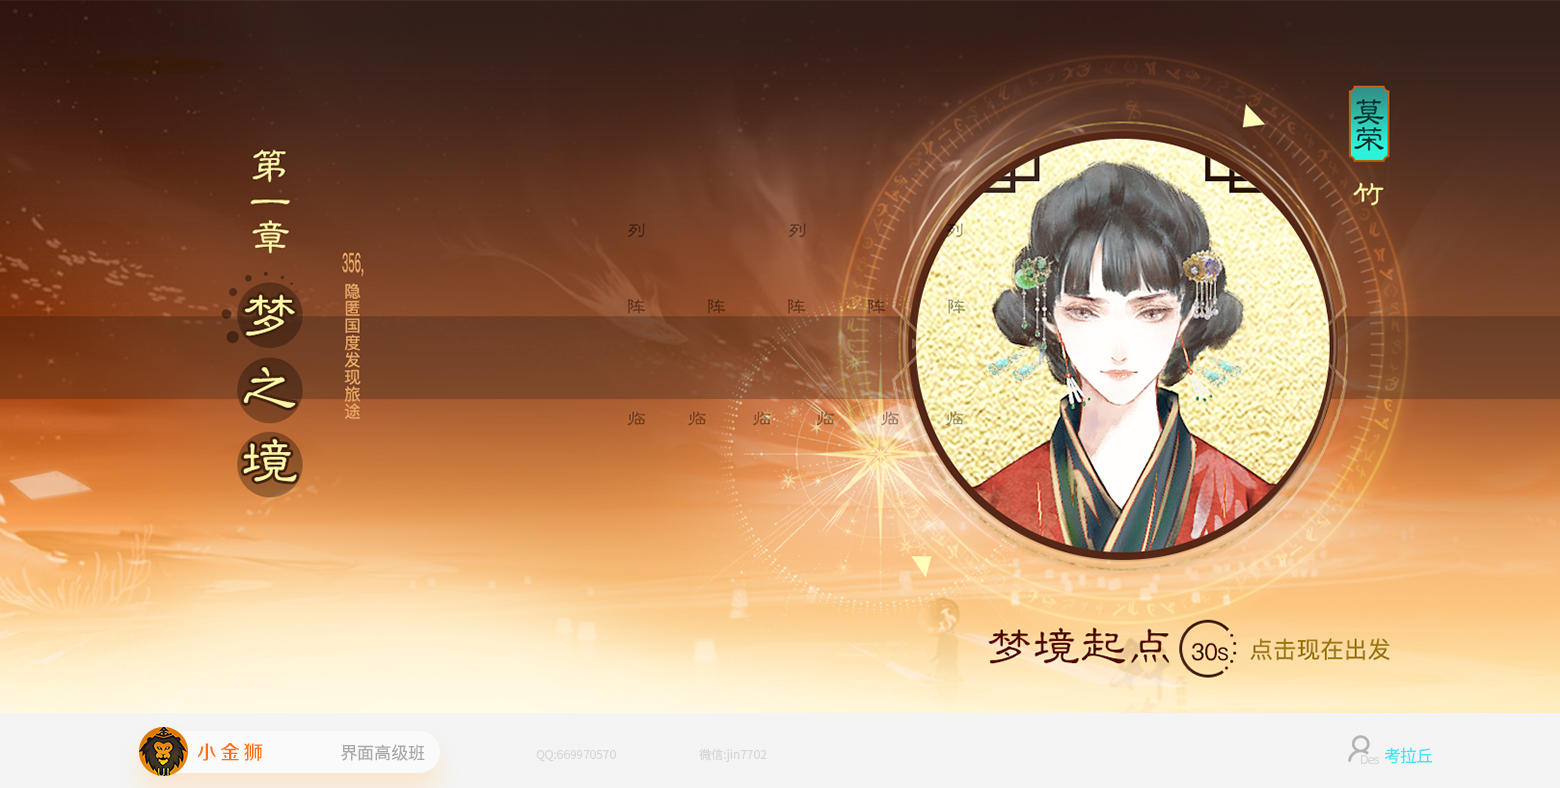 第一章
梦之境
356,
隐匿国度发现旅途
列 列 列
阵 阵 阵 阵 阵
临 临 临 临 临 临
莫荣
竹
梦境起点 30s 点击现在出发
小金狮 界面高级班 QQ:669970570 微信:jin7702 Des 考拉丘